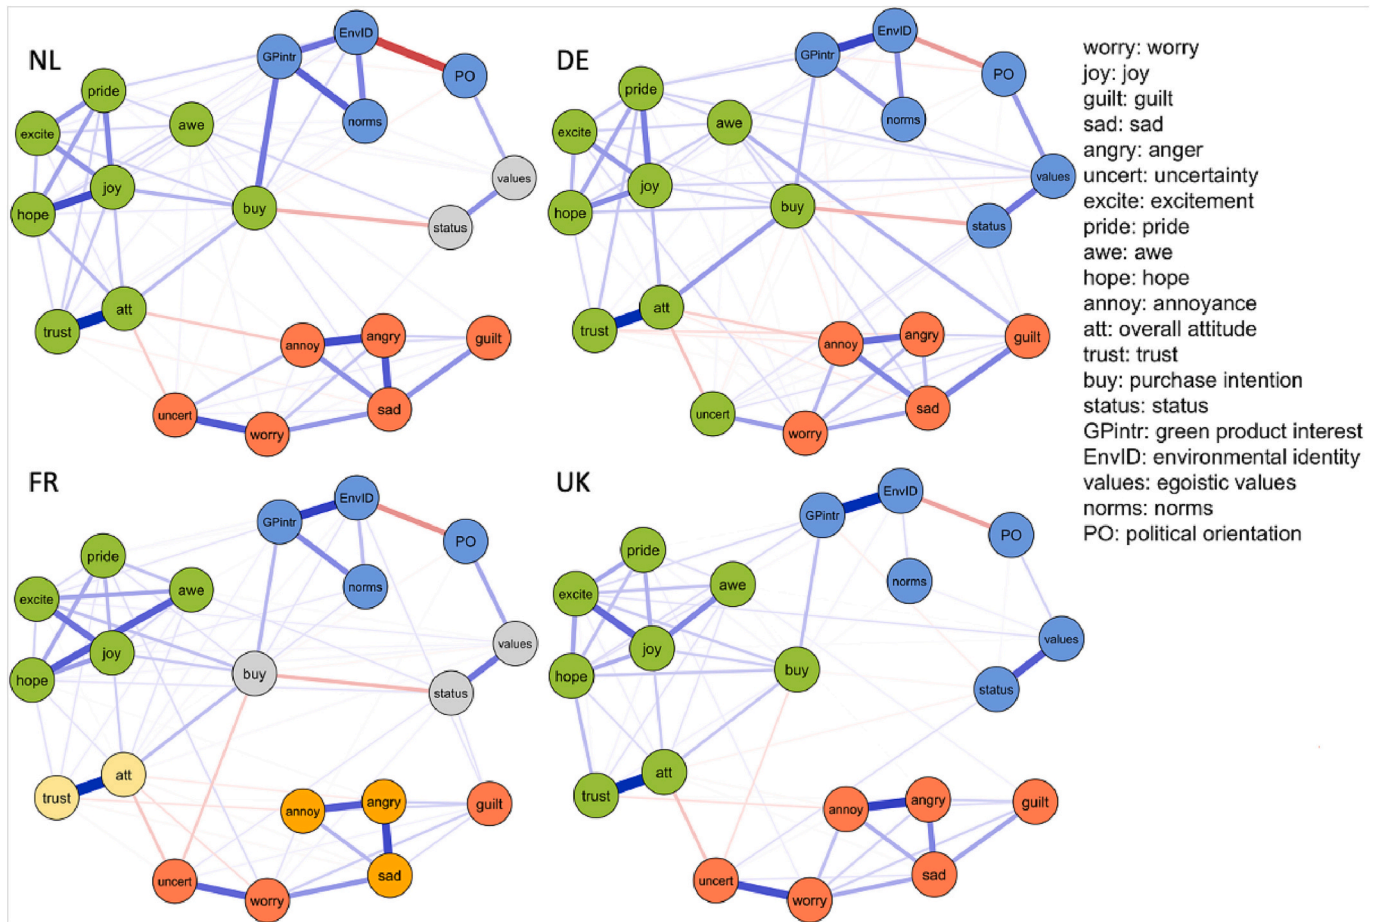 NL
EnvID
GPintr
PO
pride
excite
awe
norms
joy
hope
values
buy
status
att
trust
annoy
angry
guilt
uncert
sad
worry
DE
EnvID
GPintr
PO
pride
excite
awe
norms
joy
hope
values
buy
status
att
trust
annoy
angry
guilt
uncert
sad
worry
FR
EnvID
GPintr
PO
pride
excite
awe
norms
joy
hope
values
buy
status
att
trust
annoy
angry
guilt
uncert
sad
worry
UK
EnvID
GPintr
PO
pride
excite
awe
norms
joy
hope
values
buy
status
att
trust
annoy
angry
guilt
uncert
sad
worry
worry: worry
joy: joy
guilt: guilt
sad: sad
angry: anger
uncert: uncertainty
excite: excitement
pride: pride
awe: awe
hope: hope
annoy: annoyance
att: overall attitude
trust: trust
buy: purchase intention
status: status
GPintr: green product interest
EnvID: environmental identity
values: egoistic values
norms: norms
PO: political orientation